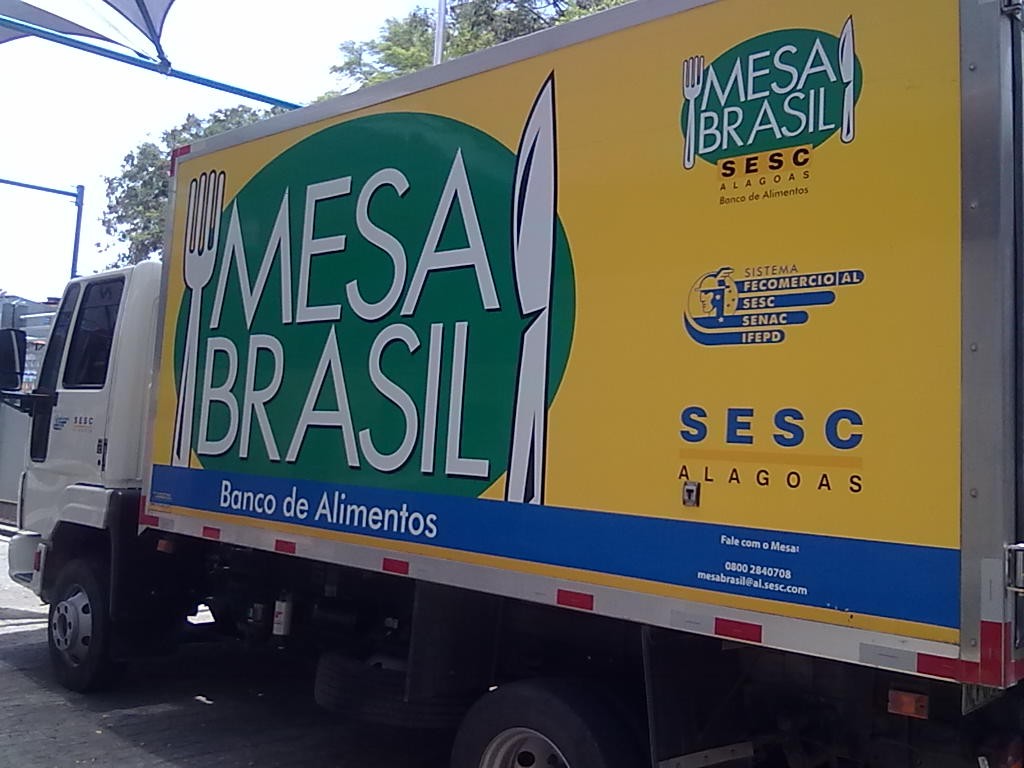 MESA
BRASIL
Banco de Alimentos
MESA
BRASIL
SESC
ALAGOAS
Banco de Alimentos
SISTEMA
FECOMERCIO AL
SESC
SENAC
IFEPD
SESC
ALAGOAS
Fale com o Mesa:
0800 2840708
mesabrasil@al.sesc.com
SESC